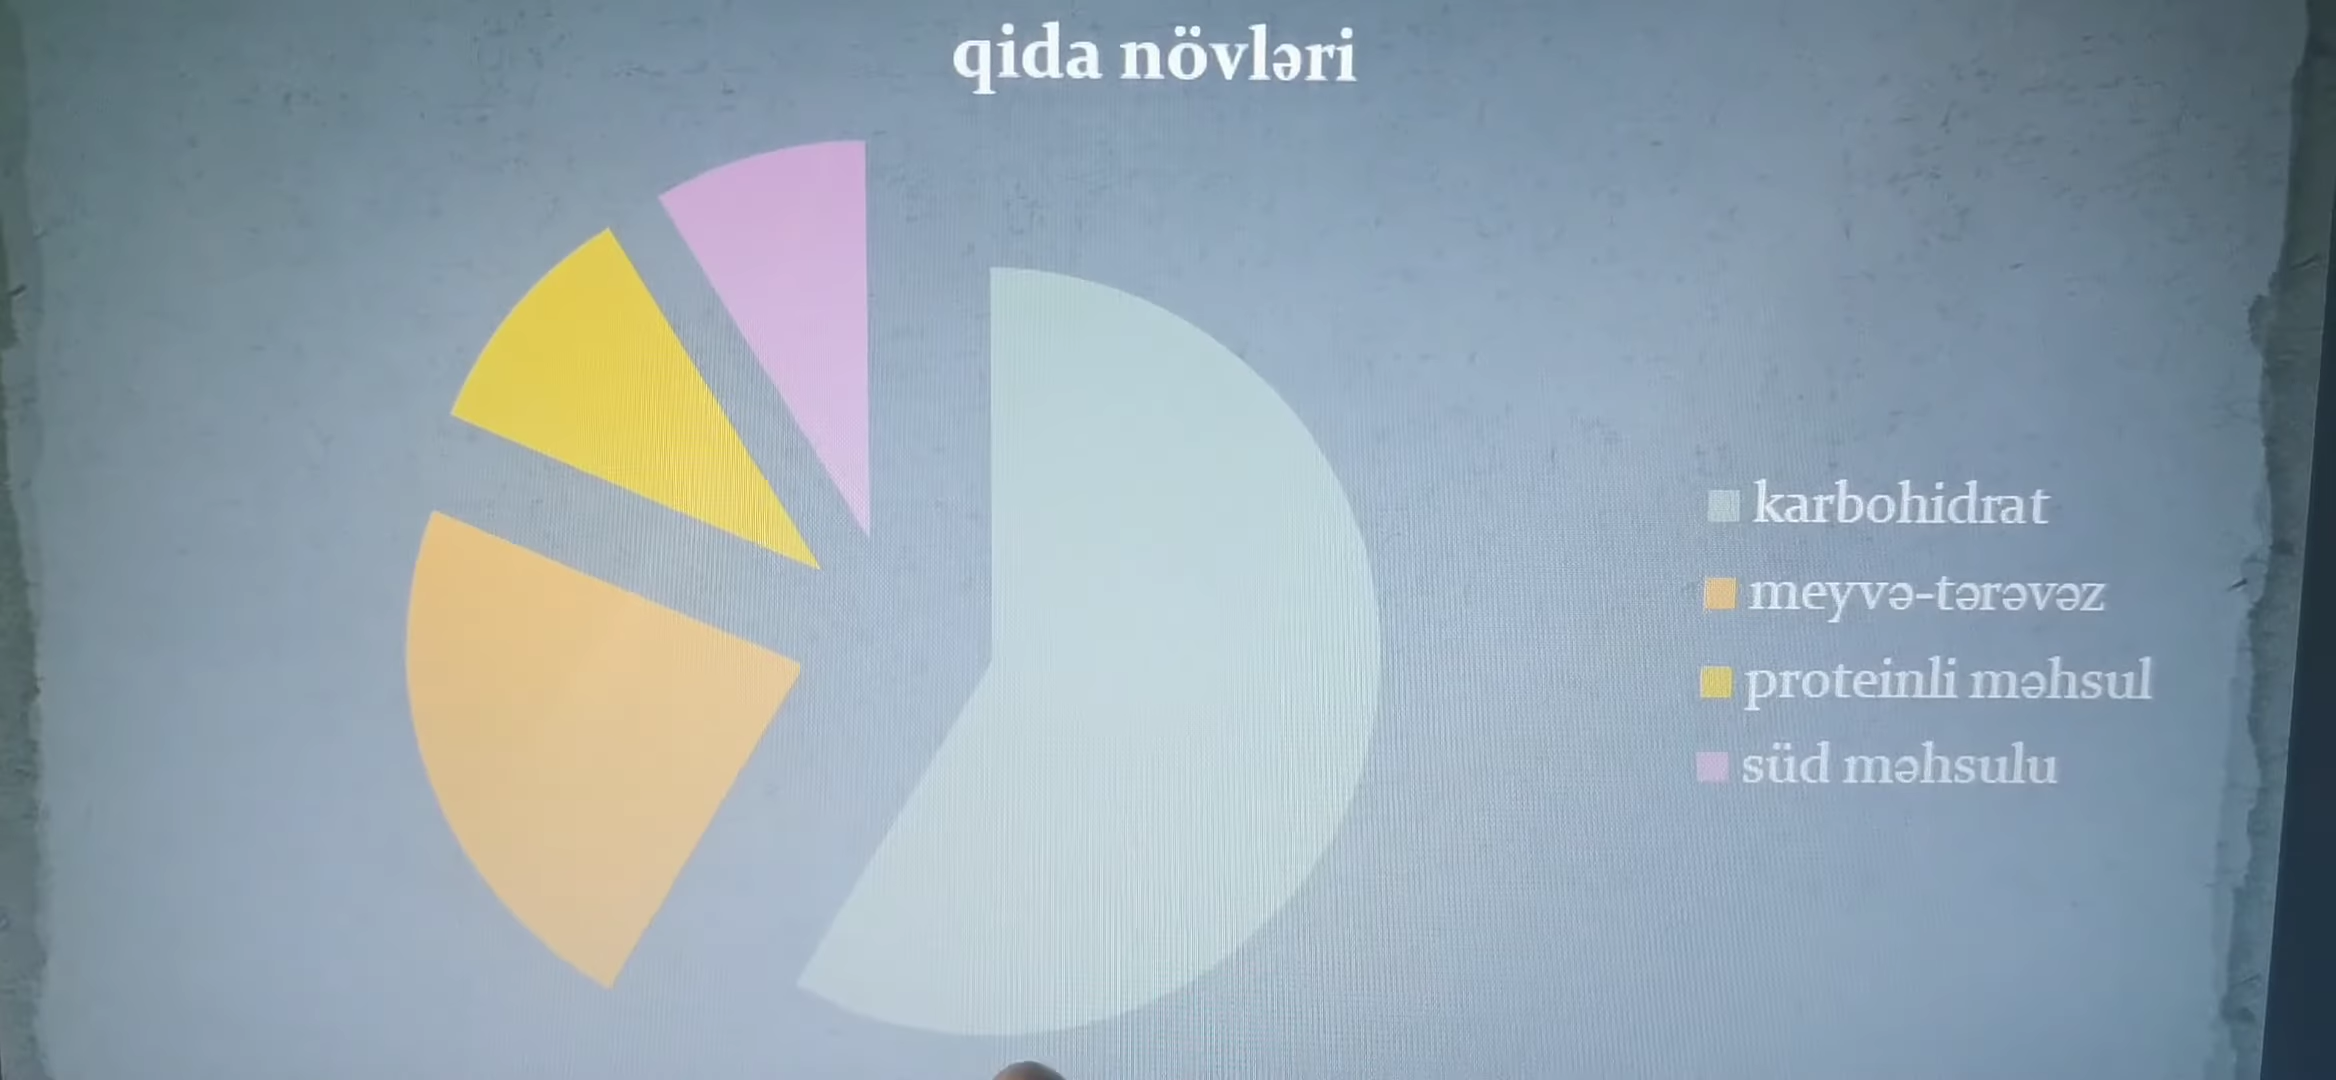 qida növləri
karbohidrat
meyvə-tərəvəz
proteinli məhsul
süd məhsulu